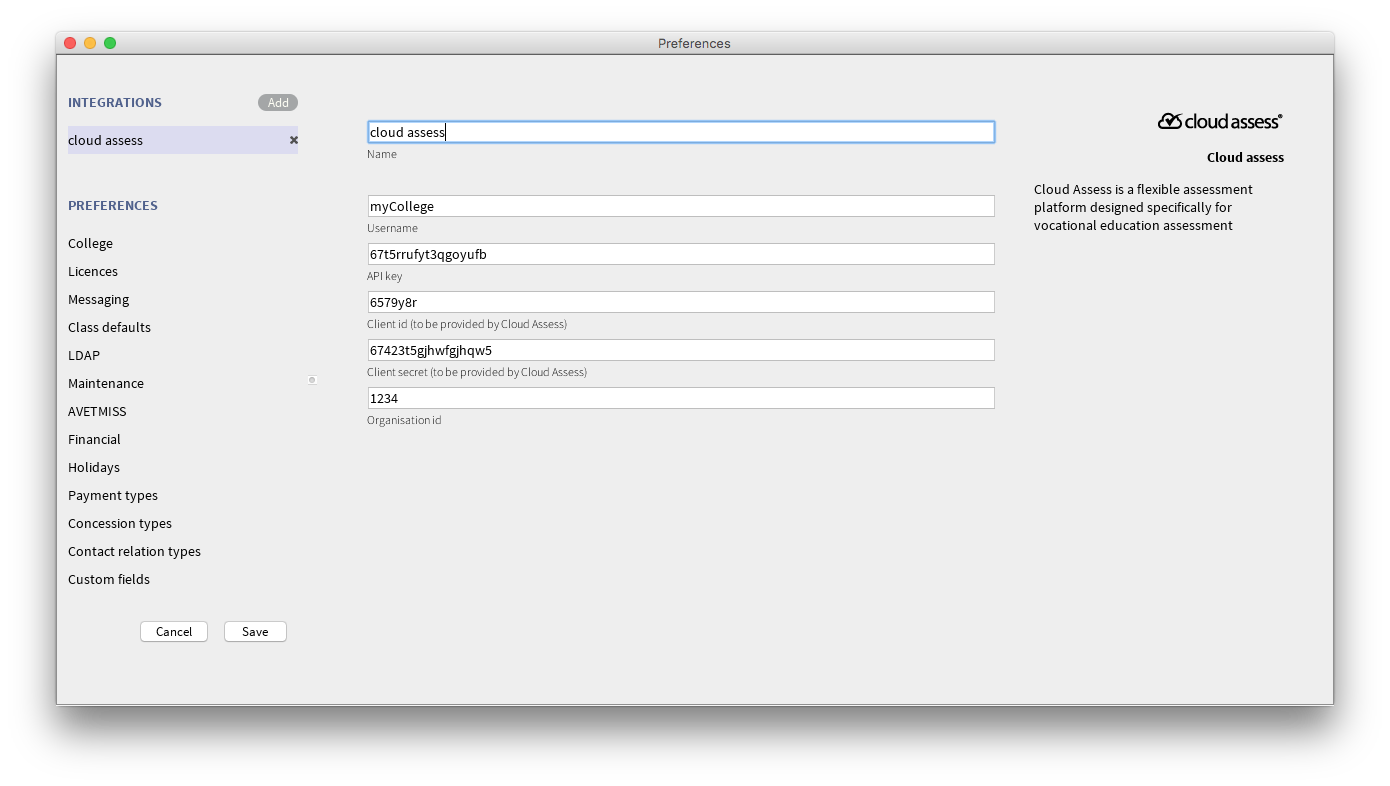 Preferences
INTEGRATIONS
Add
cloud assess
PREFERENCES
College
Licences
Messaging
Class defaults
LDAP
Maintenance
AVETMISS
Financial
Holidays
Payment types
Concession types
Contact relation types
Custom fields
Cancel
Save
cloud assess
Name
myCollege
Username
67t5rrufyt3qgoyufb
API key
6579y8r
Client id (to be provided by Cloud Assess)
67423t5gjhwfgjhqw5
Client secret (to be provided by Cloud Assess)
1234
Organisation id
cloud assess®
Cloud assess
Cloud Assess is a flexible assessment
platform designed specifically for
vocational education assessment